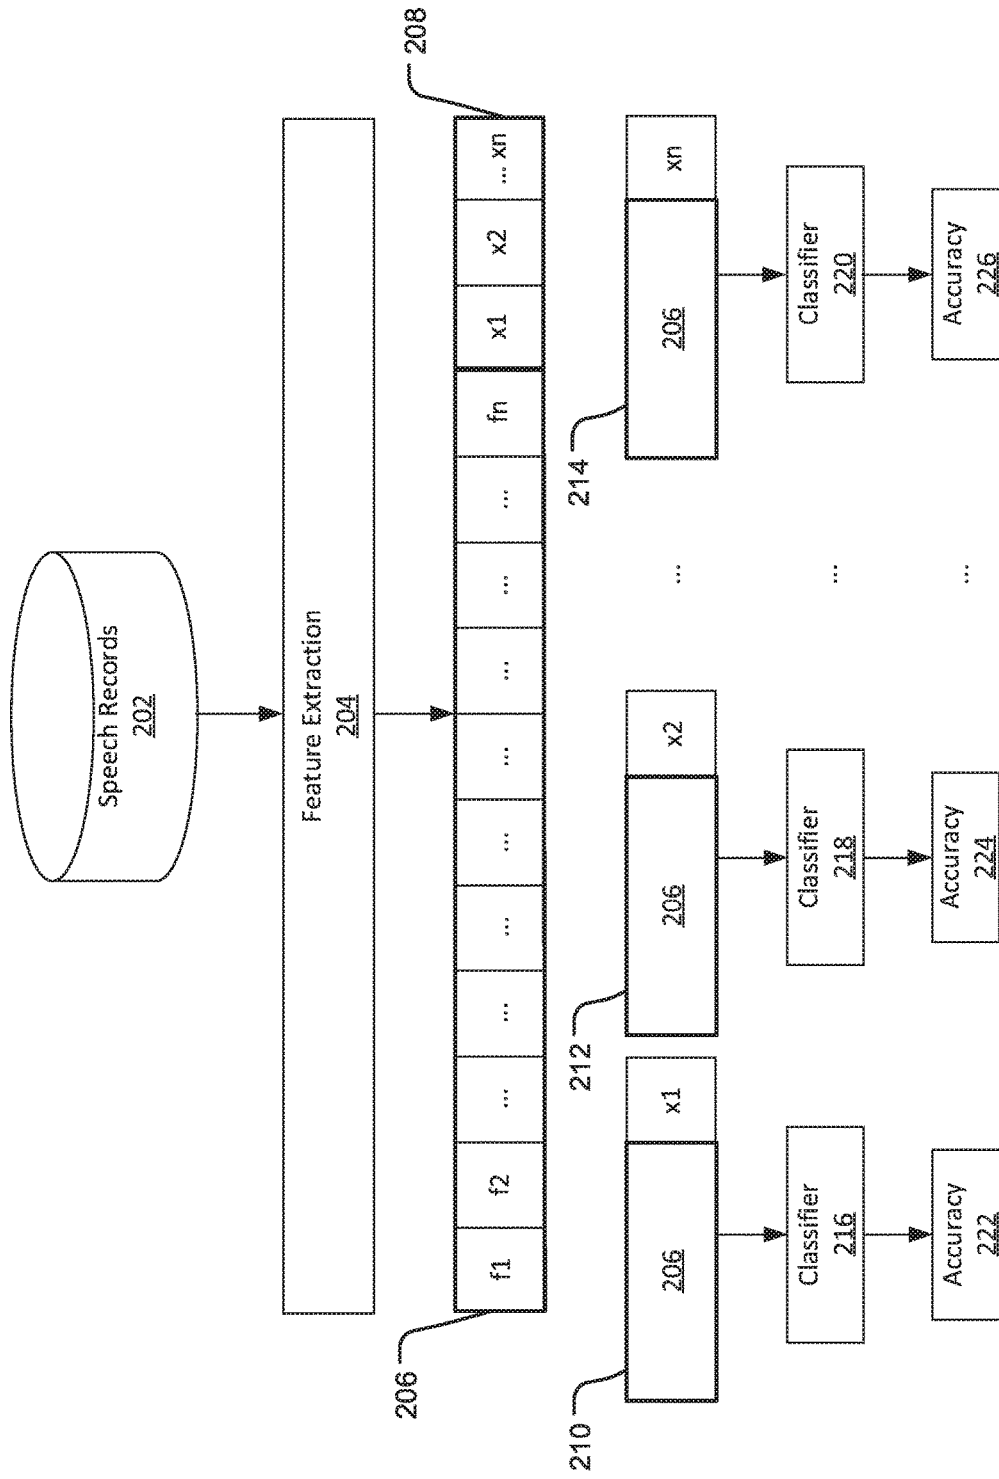 Speech Records
202
Feature Extraction
204
206
208
f1 f2 ... ... ... ... ... ... ... ... fn x1 x2 ... xn
210
212
214
206 x1
206 x2
...
206 xn
Classifier
216
Classifier
218
...
Classifier
220
Accuracy
222
Accuracy
224
...
Accuracy
226